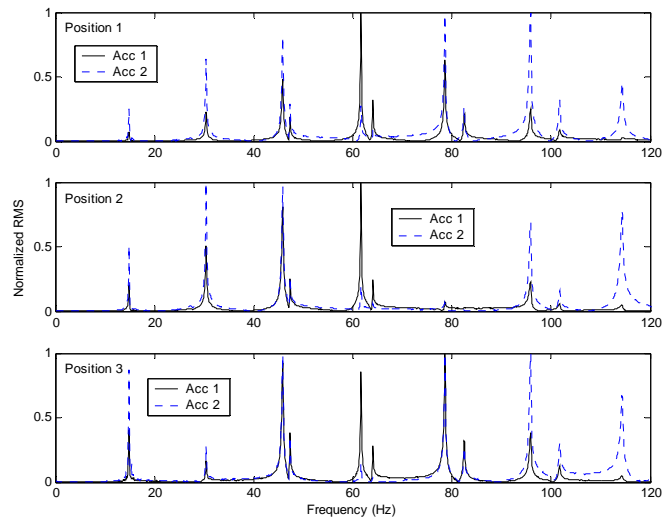 Position 1
Acc 1
Acc 2
1
0.5
0
0 20 40 60 80 100 120
Position 2
Acc 1
Acc 2
Normalized RMS
1
0.5
0
0 20 40 60 80 100 120
Position 3
Acc 1
Acc 2
1
0.5
0
0 20 40 60 80 100 120
Frequency (Hz)